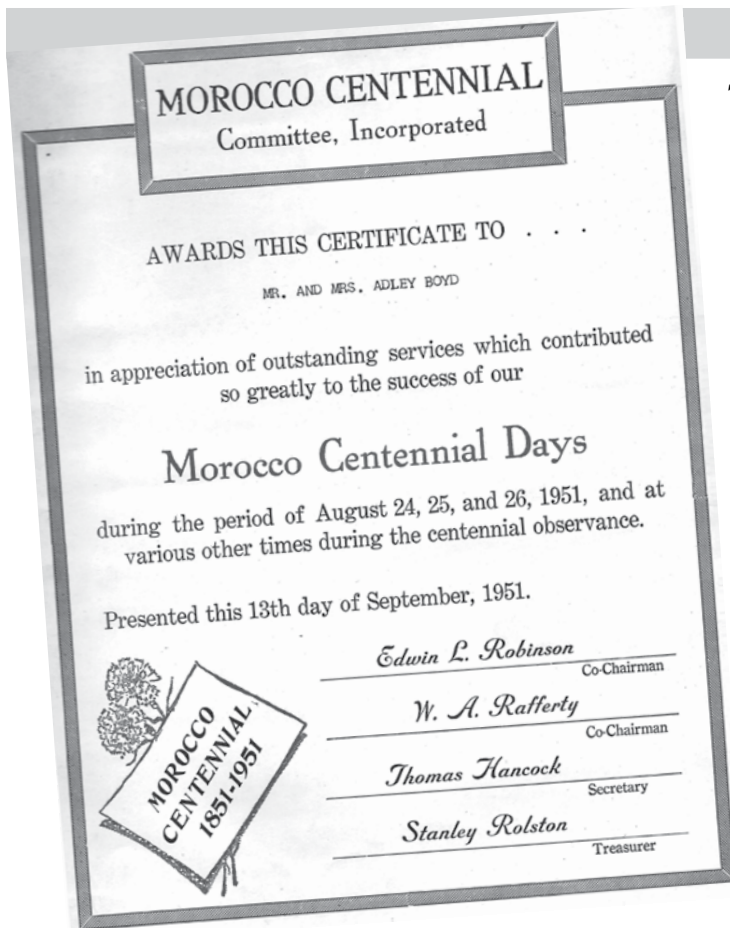 MOROCCO CENTENNIAL
Committee, Incorporated
AWARDS THIS CERTIFICATE TO . . .
MR. AND MRS. ADLEY BOYD
in appreciation of outstanding services which contributed
so greatly to the success of our
Morocco Centennial Days
during the period of August 24, 25, and 26, 1951, and at
various other times during the centennial observance.
Presented this 13th day of September, 1951.
Edwin L. Robinson
Co-Chairman
W. A. Rafferty
Co-Chairman
Thomas Hancock
Secretary
Stanley Rolston
Treasurer
MOROCCO
CENTENNIAL
1851-1951